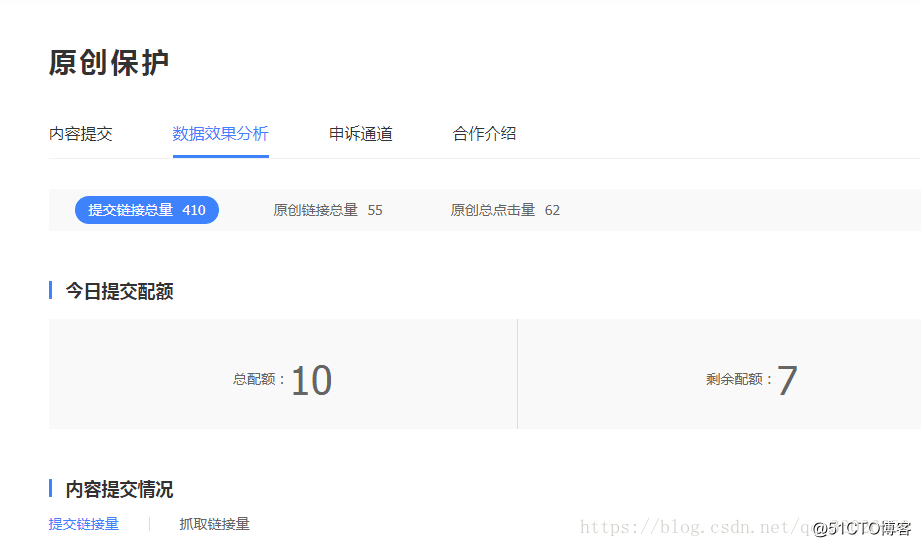 原创保护
内容提交 数据效果分析 申诉通道 合作介绍
提交链接总量 410 原创链接总量 55 原创总点击量 62
今日提交配额
总配额：10 剩余配额：7
内容提交情况
提交链接量 抓取链接量
https://blog.csdn.net/q
@51CTO博客